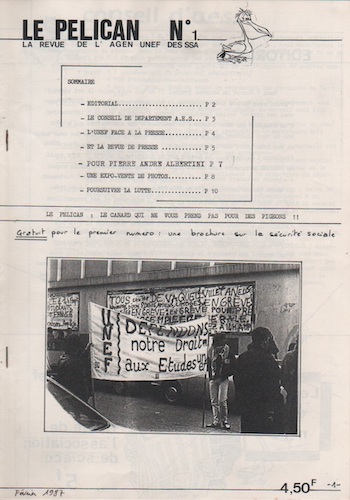 LE PELICAN N°1
LA REVUE DE L' AGEN UNEF DES SSA
SOMMAIRE
- EDITORIAL...................... P 2
- LE CONSEIL DE DEPARTEMENT A.E.S... P 3
- L'UNEF FACE A LA PRESSE........ P 4
- ET LA REVUE DE PRESSE.......... P 5
- POUR PIERRE ANDRE ALBERTINI P 7
- UNE EXPO-VENTE DE PHOTOS....... P 8
- POURSUIVRE LA LUTTE............ P 10
LE PELICAN : LE CANARD QUI NE VOUS PREND PAS POUR DES PIGEONS !!
Gratuit pour le premier numero : une brochure sur la sécurité sociale
TOUS
EN GREVE
UNEF
DEFENDONS
notre Droit
aux Etudes
Février 1987
4,50F
-1-